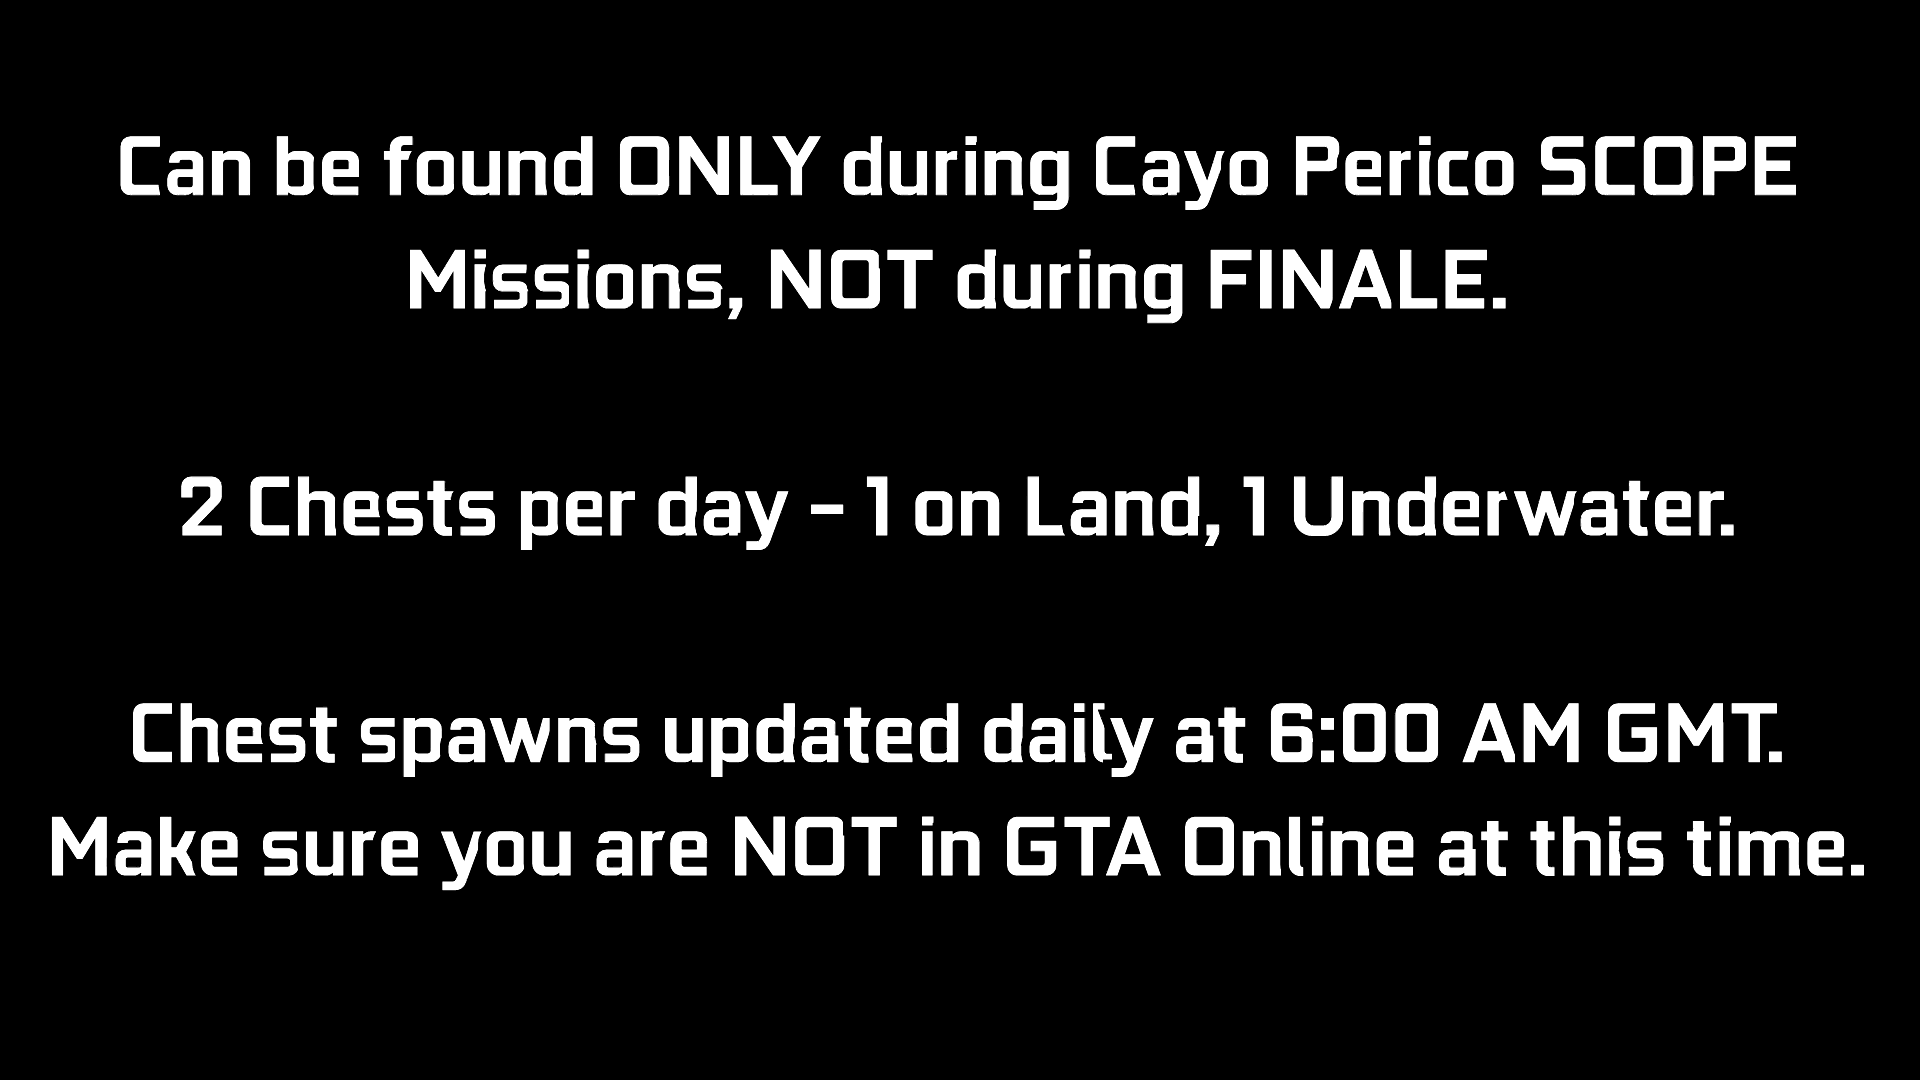 Can be found ONLY during Cayo Perico SCOPE
Missions, NOT during FINALE.
2 Chests per day – 1 on Land, 1 Underwater.
Chest spawns updated daily at 6:00 AM GMT.
Make sure you are NOT in GTA Online at this time.